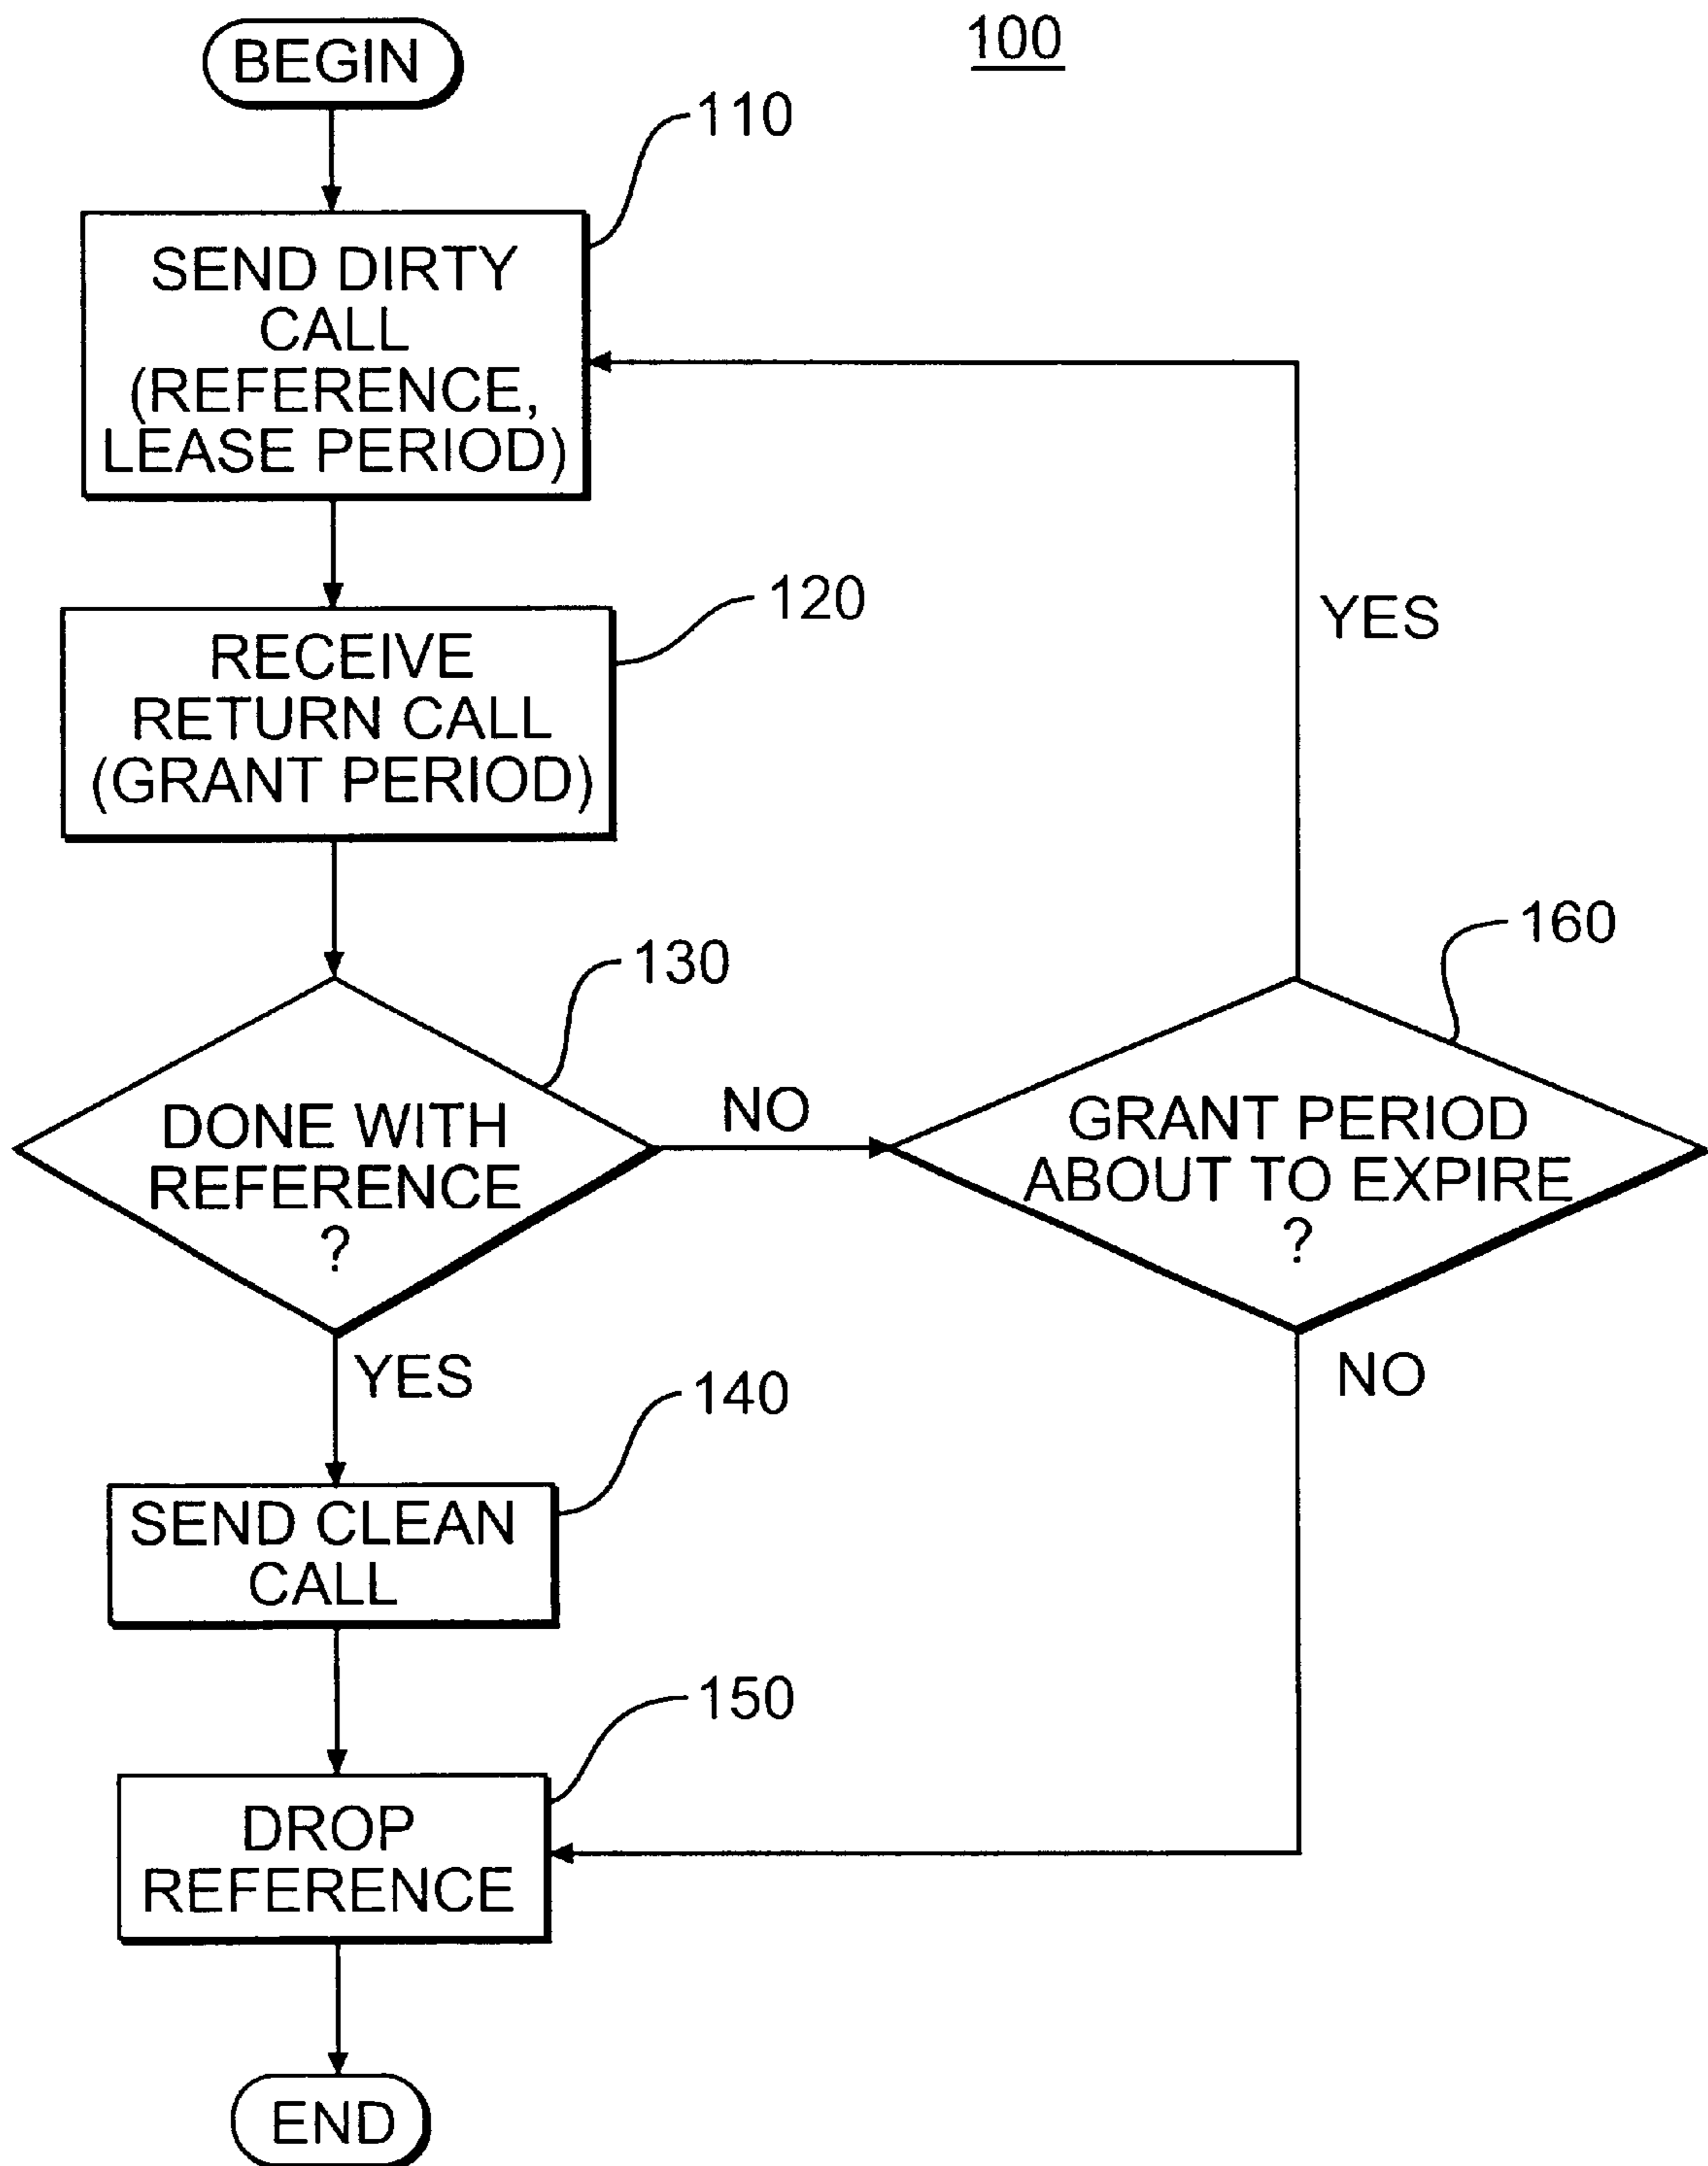 BEGIN
100
110
SEND DIRTY
CALL
(REFERENCE,
LEASE PERIOD)
120
RECEIVE
RETURN CALL
(GRANT PERIOD)
YES
130
160
DONE WITH
REFERENCE
?
NO
GRANT PERIOD
ABOUT TO EXPIRE
?
YES
NO
140
SEND CLEAN
CALL
150
DROP
REFERENCE
END